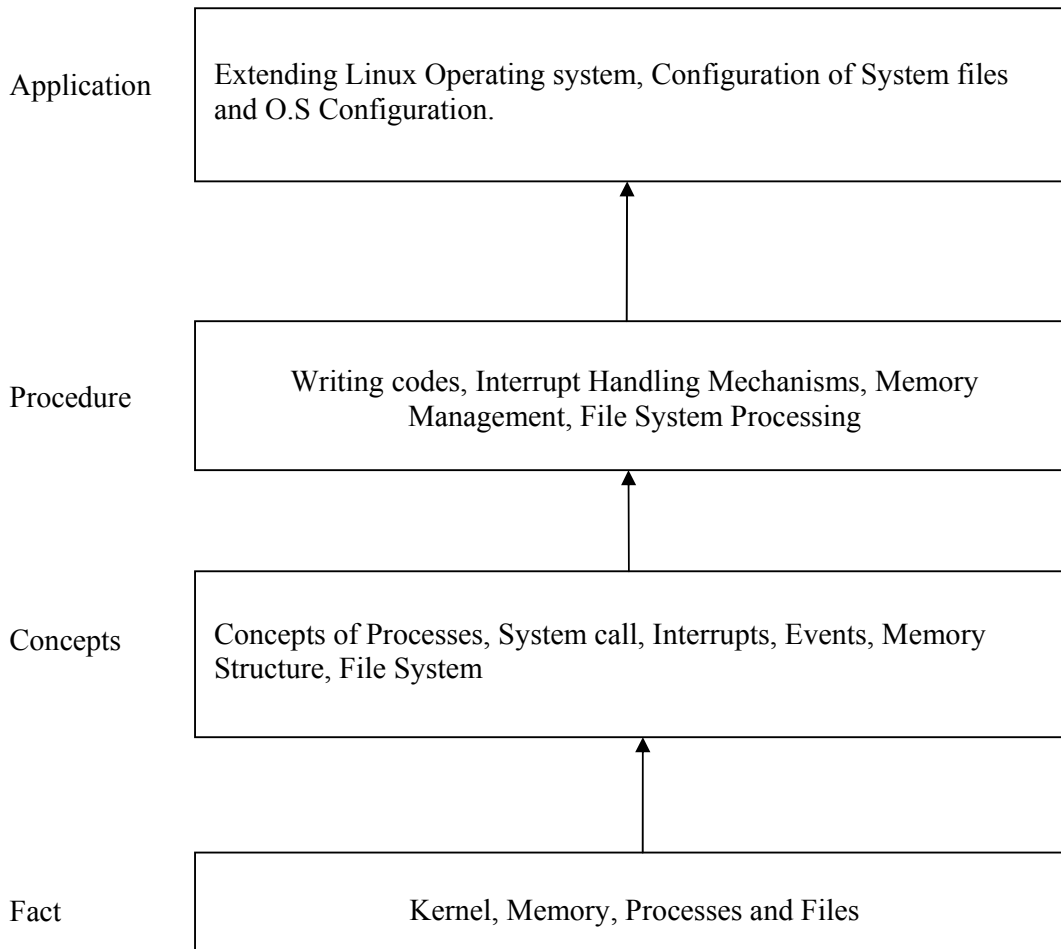 Application
Extending Linux Operating system, Configuration of System files
and O.S Configuration.
Procedure
Writing codes, Interrupt Handling Mechanisms, Memory
Management, File System Processing
Concepts
Concepts of Processes, System call, Interrupts, Events, Memory
Structure, File System
Fact
Kernel, Memory, Processes and Files